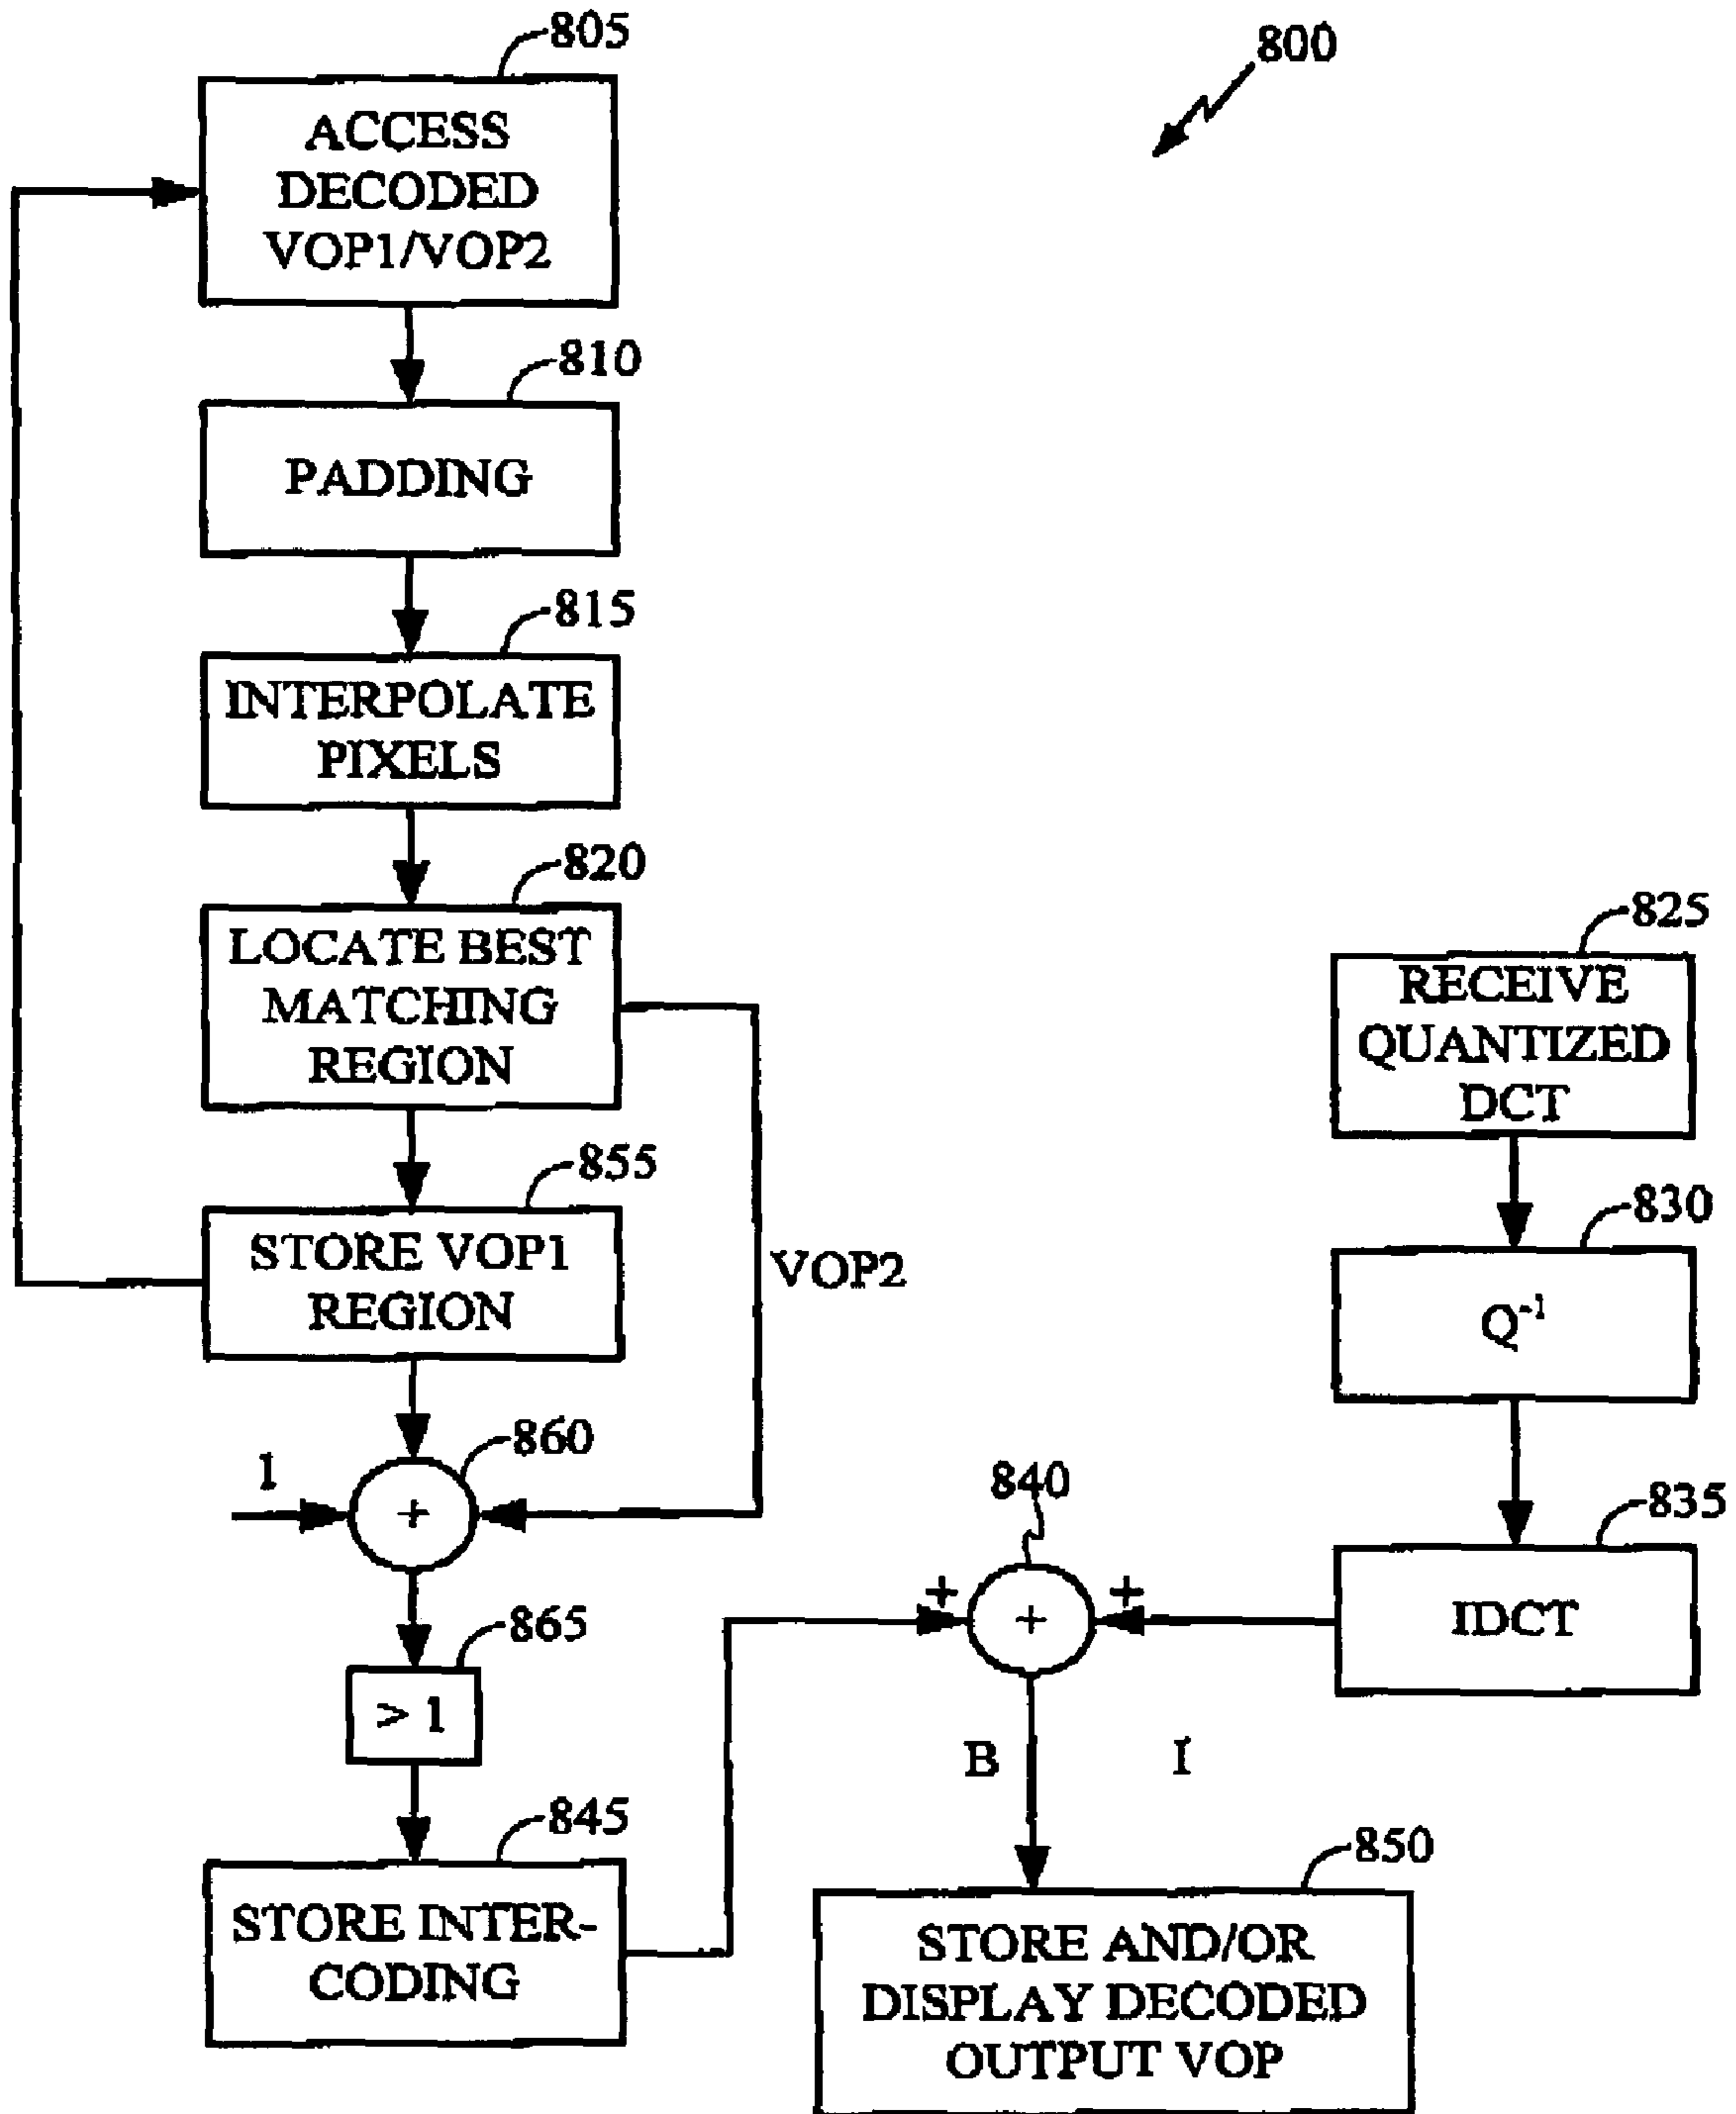 805
800
ACCESS
DECODED
VOP1/VOP2
810
PADDING
815
INTERPOLATE
PIXELS
820
LOCATE BEST
MATCHING
REGION
825
RECEIVE
QUANTIZED
DCT
855
STORE VOP1
REGION
VOP2
830
Q⁻¹
860
1
+
840
+ + +
835
IDCT
865
> 1
B I
845
STORE INTER-
CODING
850
STORE AND/OR
DISPLAY DECODED
OUTPUT VOP